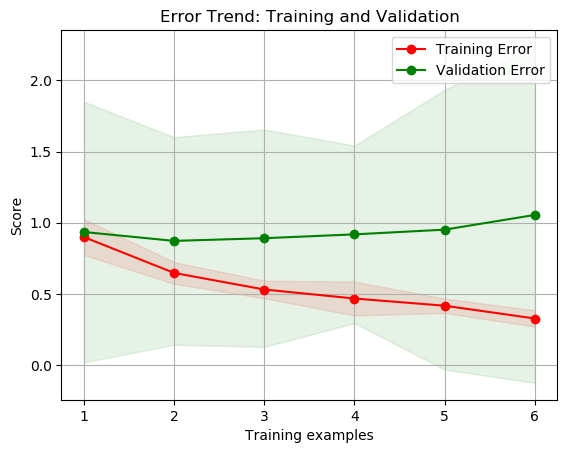 Error Trend: Training and Validation
Training Error
Validation Error
2.0
1.5
1.0
0.5
0.0
Score
1 2 3 4 5 6
Training examples